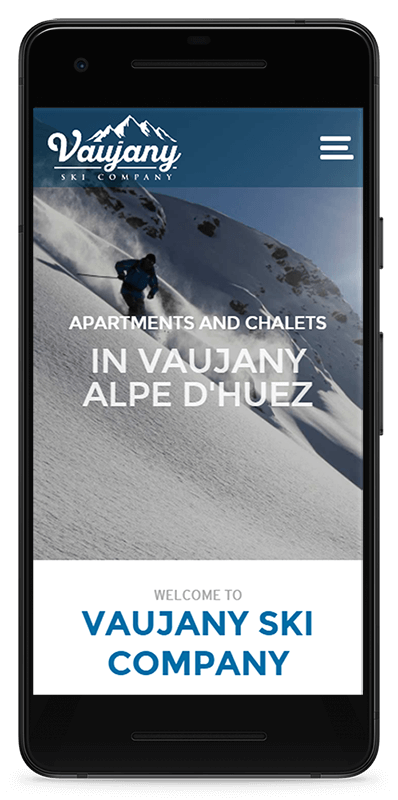 Vaujany
SKI COMPANY
APARTMENTS AND CHALETS
IN VAUJANY
ALPE D'HUEZ
WELCOME TO
VAUJANY SKI
COMPANY